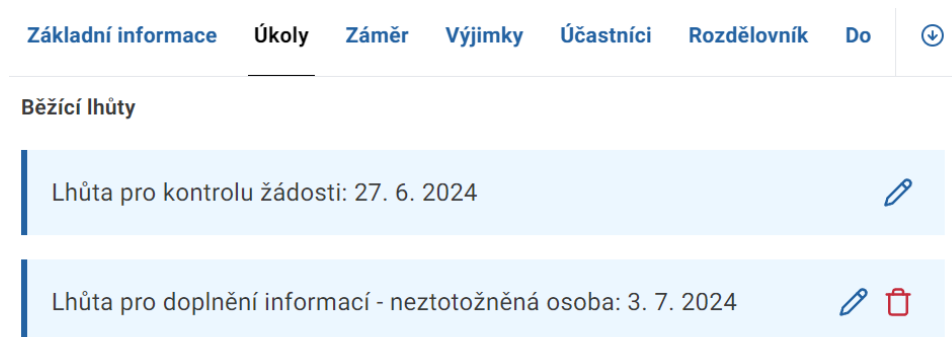 Základní informace Úkoly Záměr Výjimky Účastníci Rozdělovník Do
Běžící lhůty
Lhůta pro kontrolu žádosti: 27. 6. 2024
Lhůta pro doplnění informací - neztotožněná osoba: 3. 7. 2024